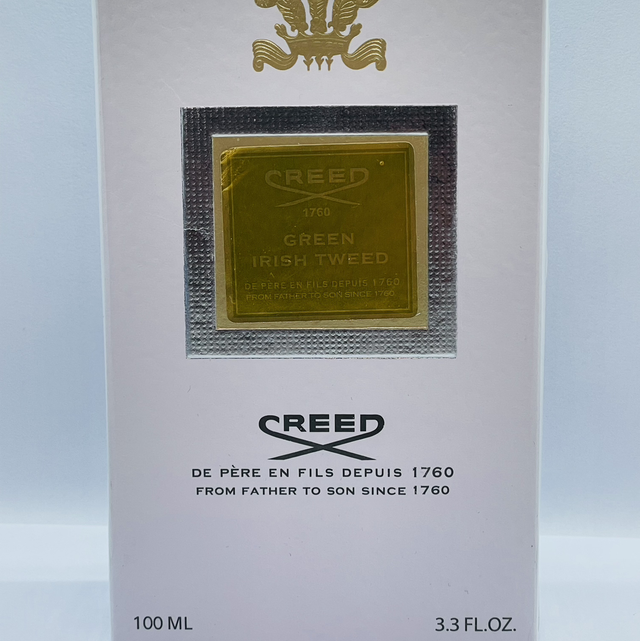 CREED
1760
GREEN
IRISH TWEED
DE PÈRE EN FILS DEPUIS 1760
FROM FATHER TO SON SINCE 1760
CREED
DE PÈRE EN FILS DEPUIS 1760
FROM FATHER TO SON SINCE 1760
100 ML
3.3 FL.OZ.